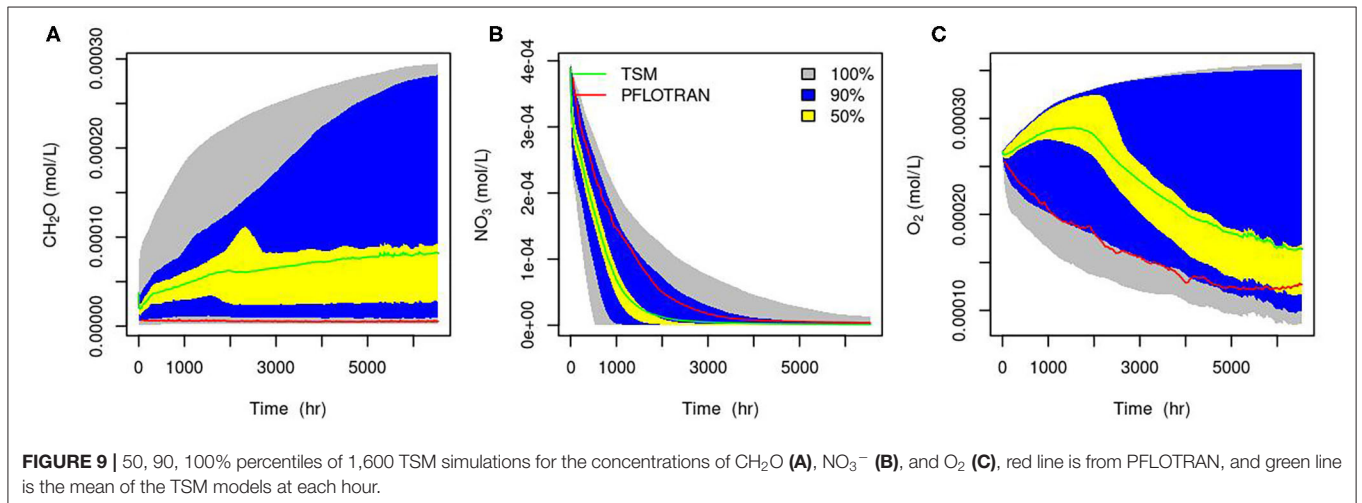 A
B
C
CH₂O (mol/L)
0.00030
0.00020
0.00010
0.00000
0 1000 3000 5000
Time (hr)
NO₃ (mol/L)
4e-04
3e-04
2e-04
1e-04
0e+00
TSM
PFLOTRAN
100%
90%
50%
0 1000 3000 5000
Time (hr)
O₂ (mol/L)
0.00030
0.00020
0.00010
0 1000 3000 5000
Time (hr)
FIGURE 9 | 50, 90, 100% percentiles of 1,600 TSM simulations for the concentrations of CH₂O (A), NO₃⁻ (B), and O₂ (C), red line is from PFLOTRAN, and green line
is the mean of the TSM models at each hour.